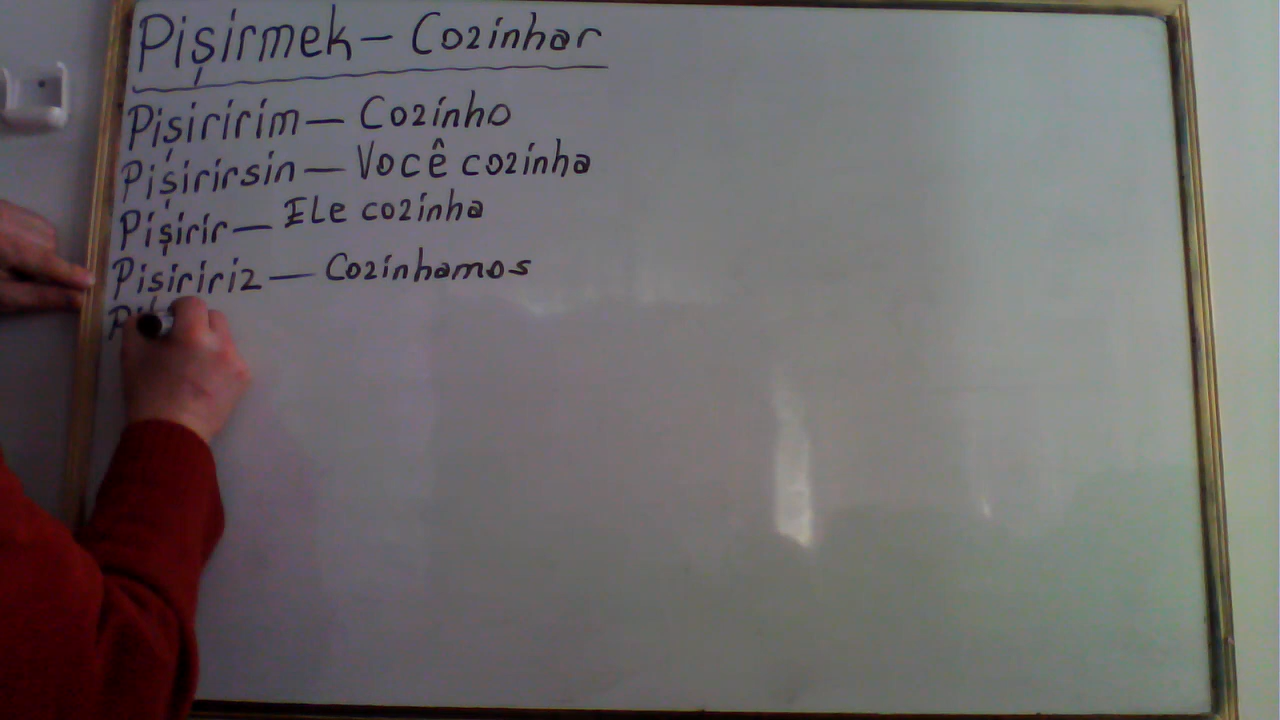 Pişirmek – Cozinhar
Pişiririm – Cozinho
Pişirirsin – Você cozinha
Pişirir – Ele cozinha
Pişiririz – Cozinhamos